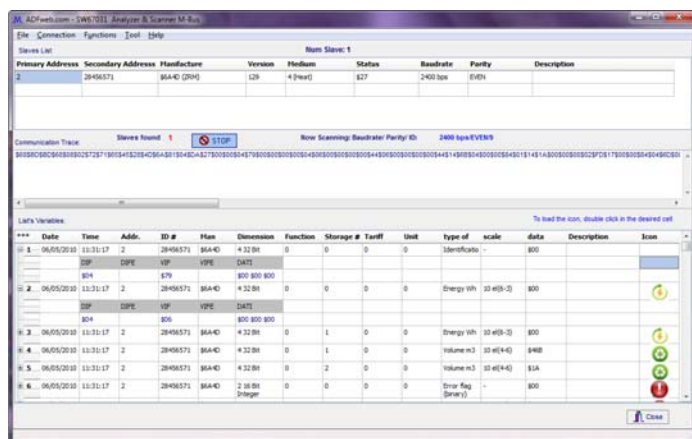 ADFweb.com - SW67031 Analyzer & Scanner M-Bus
File Connection Functions Tool Help
Slaves List: Num Slave: 1
Primary Addresss Secondary Addresss Manifacture Version Medium Status Baudrate Parity Description
2 28456571 $6A4D (ZRM) 129 4 (Heat) $27 2400 bps EVEN
Communication Trace: Slaves found 1 STOP Now Scanning: Baudrate/ Parity/ ID: 2400 bps/EVEN/9
List's Variables: To load the icon, double click in the desired cell
*** Date Time Addr. ID # Man Dimension Function Storage # Tariff Unit type of scale data Description Icon
1 06/05/2010 11:31:17 2 28456571 $6A4D 4 32 Bit 0 0 0 0 Identificatio - $00
DIF DIFE VIF VIFE DATI
$04 $79 $00 $00 $00
2 06/05/2010 11:31:17 2 28456571 $6A4D 4 32 Bit 0 0 0 0 Energy Wh 10 el(6-3) $00
DIF DIFE VIF VIFE DATI
$04 $06 $00 $00 $00
3 06/05/2010 11:31:17 2 28456571 $6A4D 4 32 Bit 0 1 0 0 Energy Wh 10 el(6-3) $00
4 06/05/2010 11:31:17 2 28456571 $6A4D 4 32 Bit 0 1 0 0 Volume m3 10 el(4-6) $46B
5 06/05/2010 11:31:17 2 28456571 $6A4D 4 32 Bit 0 2 0 0 Volume m3 10 el(4-6) $1A
6 06/05/2010 11:31:17 2 28456571 $6A4D 2 16 Bit Integer 0 0 0 0 Error flag (binary) - $00
Close